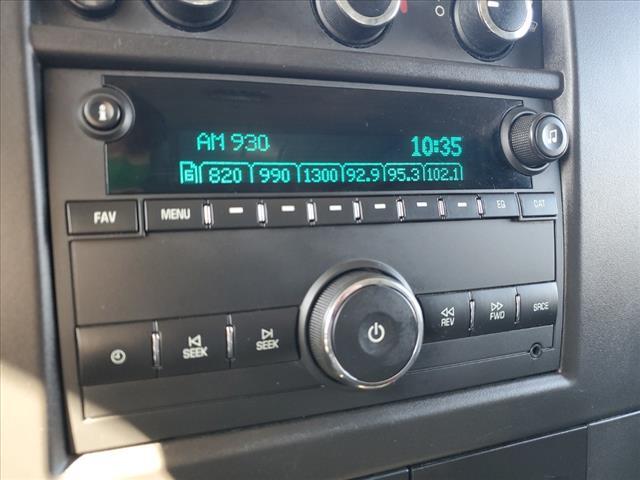 AM 930 10:35
6 820 990 1300 92.9 95.3 102.1
FAV MENU EQ CAT
REV FWD SRCE
SEEK SEEK